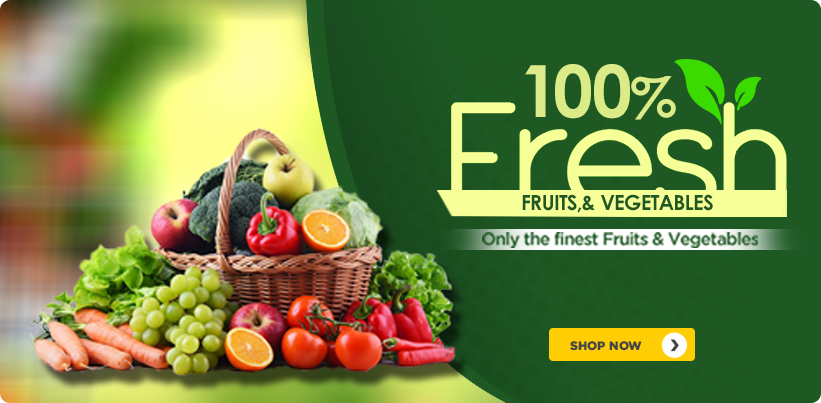 100%
Fresh
FRUITS,& VEGETABLES
Only the finest Fruits & Vegetables
SHOP NOW